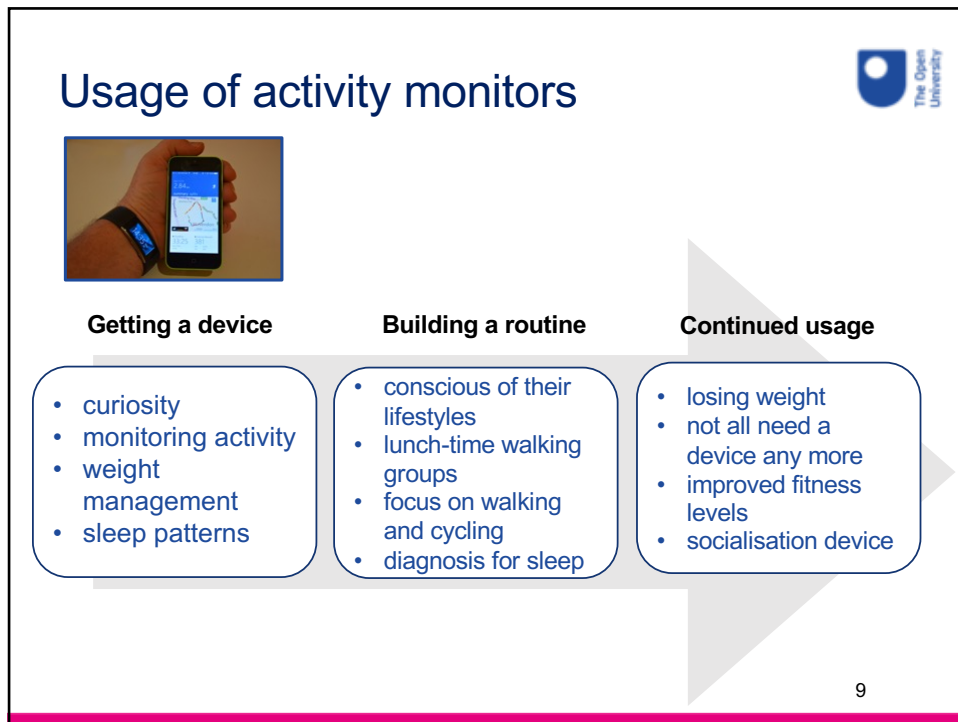 Usage of activity monitors
The Open
University
Getting a device
• curiosity
• monitoring activity
• weight
management
• sleep patterns
Building a routine
• conscious of their
lifestyles
• lunch-time walking
groups
• focus on walking
and cycling
• diagnosis for sleep
Continued usage
• losing weight
• not all need a
device any more
• improved fitness
levels
• socialisation device
9